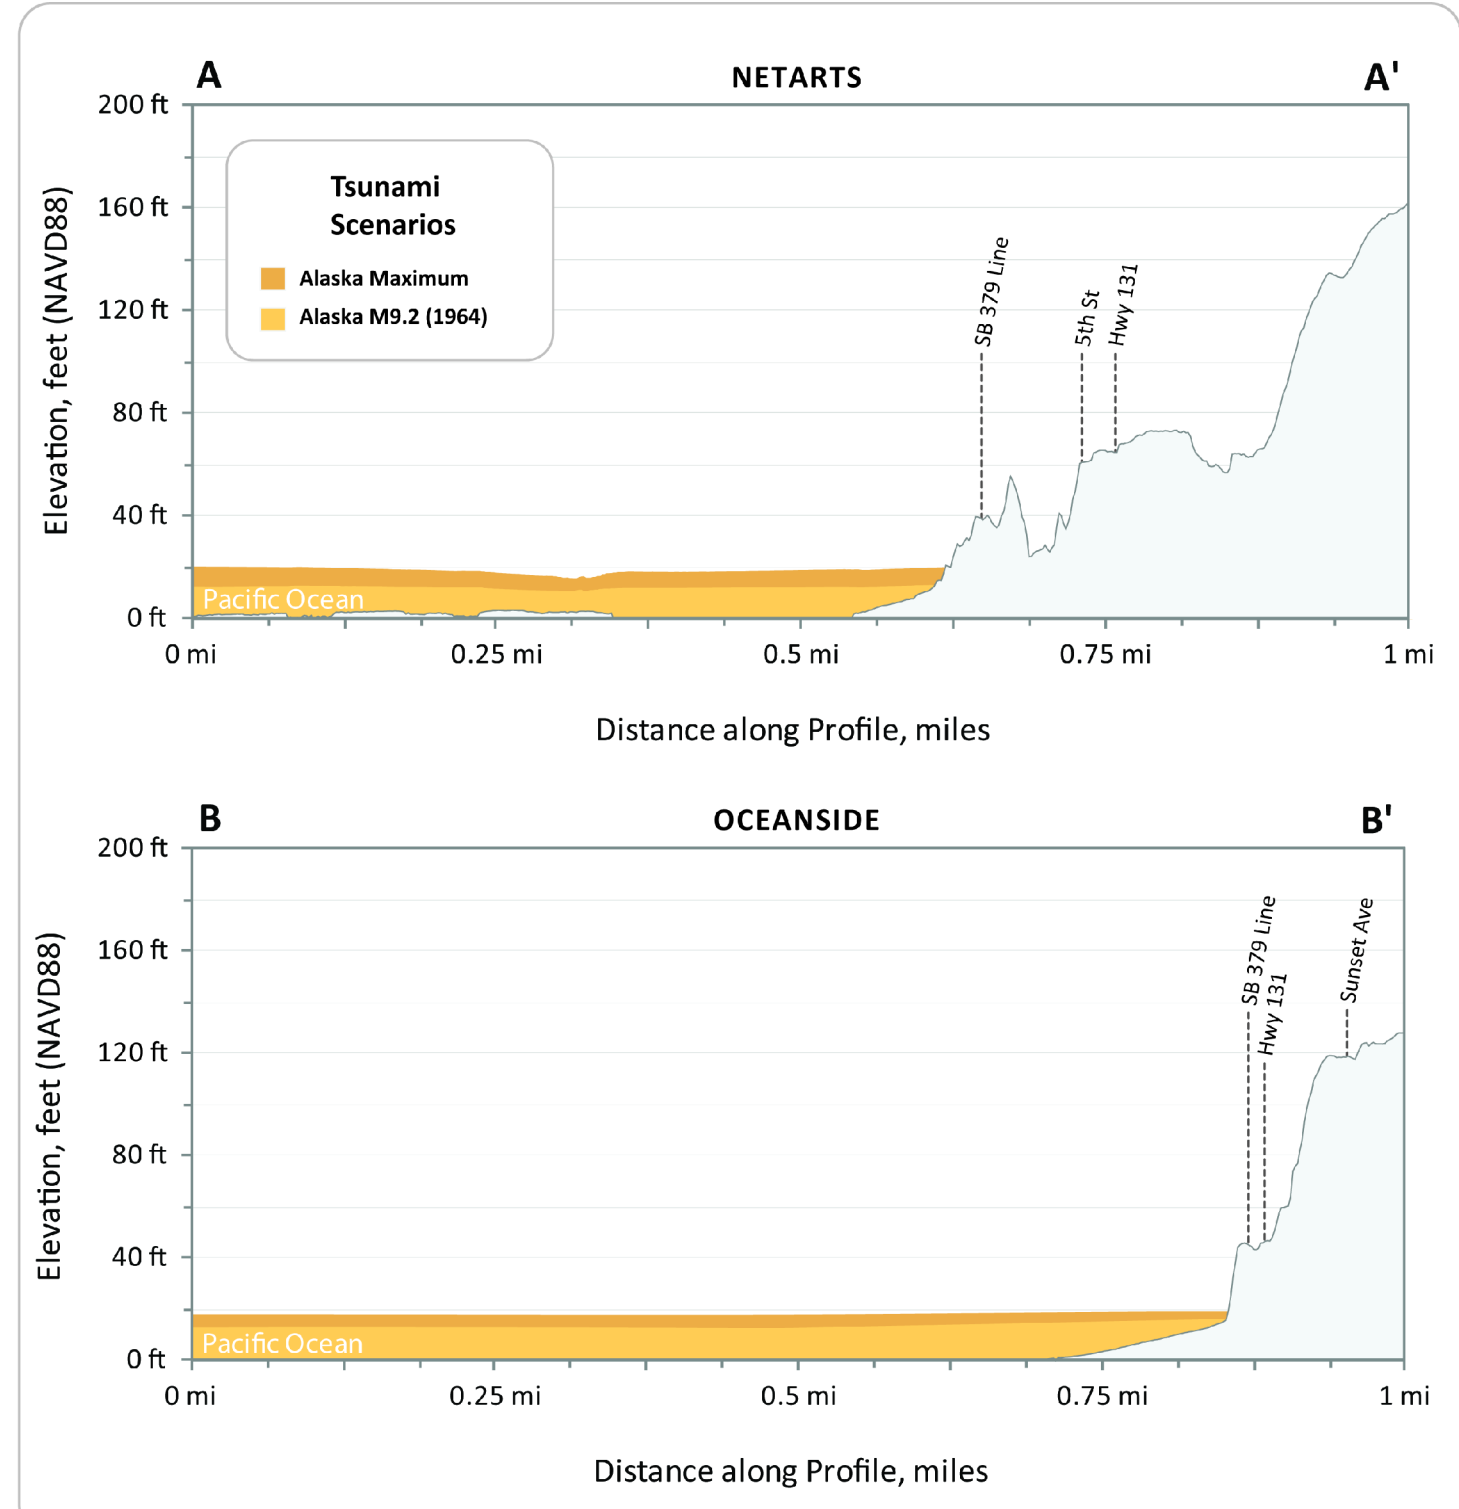 A
NETARTS
A'
200 ft
160 ft
120 ft
80 ft
40 ft
0 ft
Elevation, feet (NAVD88)
Tsunami
Scenarios
Alaska Maximum
Alaska M9.2 (1964)
SB 379 Line
5th St
Hwy 131
Pacific Ocean
0 mi
0.25 mi
0.5 mi
0.75 mi
1 mi
Distance along Profile, miles
B
OCEANSIDE
B'
200 ft
160 ft
120 ft
80 ft
40 ft
0 ft
Elevation, feet (NAVD88)
SB 379 Line
Hwy 131
Sunset Ave
Pacific Ocean
0 mi
0.25 mi
0.5 mi
0.75 mi
1 mi
Distance along Profile, miles